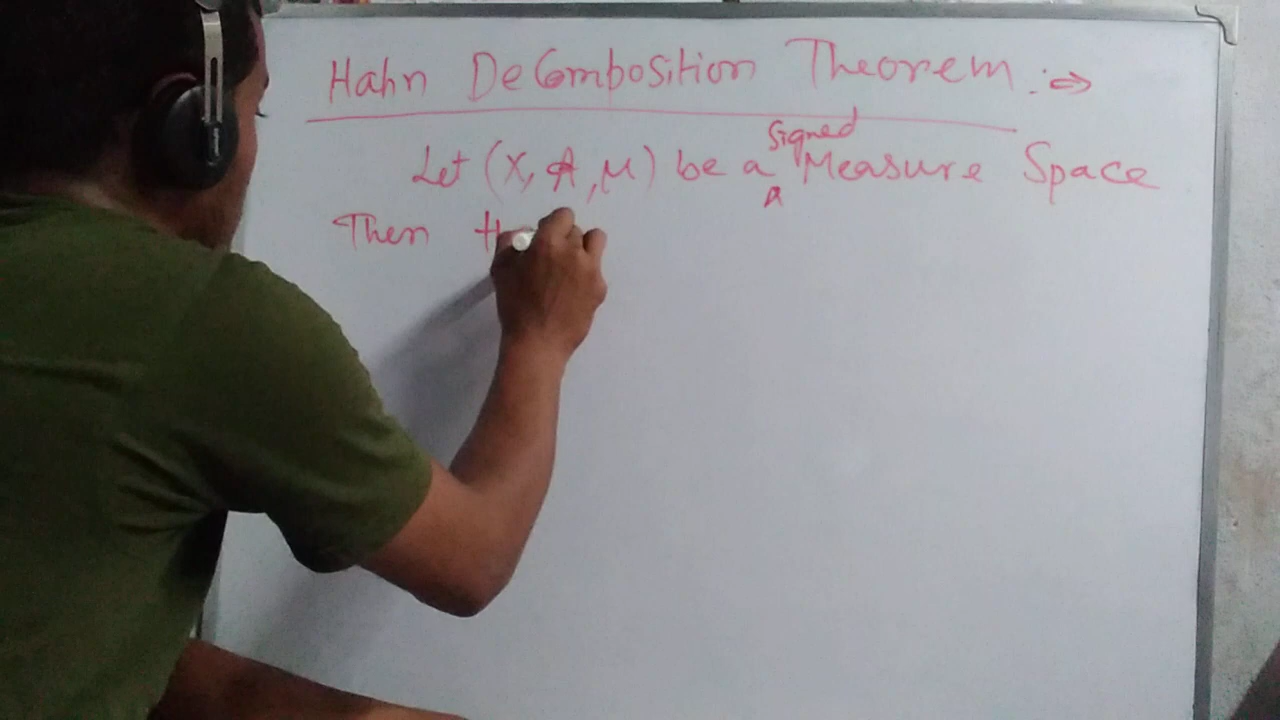 Hahn DeComposition Theorem :⇒
Let (X, A, μ) be a signed Measure Space
Then